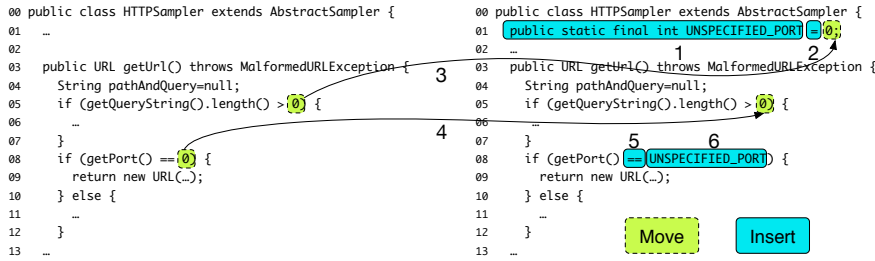 00 public class HTTPSampler extends AbstractSampler {
01 …
02
03 public URL getUrl() throws MalformedURLException {
04 String pathAndQuery=null;
05 if (getQueryString().length() > 0) {
06 …
07 }
08 if (getPort() == 0) {
09 return new URL(…);
10 } else {
11 …
12 }
13 …
3
4
00 public class HTTPSampler extends AbstractSampler {
01 public static final int UNSPECIFIED_PORT = 0;
1 2
02 …
03 public URL getUrl() throws MalformedURLException {
04 String pathAndQuery=null;
05 if (getQueryString().length() > 0) {
06 …
07 }
5 6
08 if (getPort() == UNSPECIFIED_PORT) {
09 return new URL(…);
10 } else {
11 …
12 }
13 …
Move
Insert